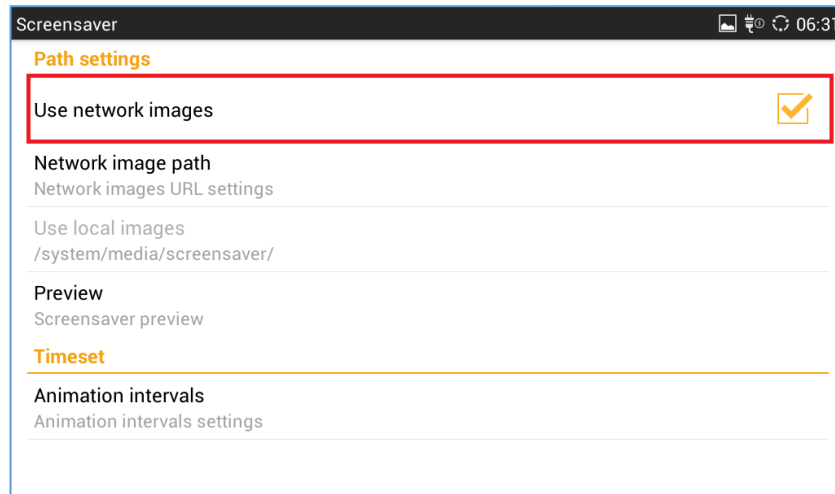 Screensaver 06:37
Path settings
Use network images
Network image path
Network images URL settings
Use local images
/system/media/screensaver/
Preview
Screensaver preview
Timeset
Animation intervals
Animation intervals settings